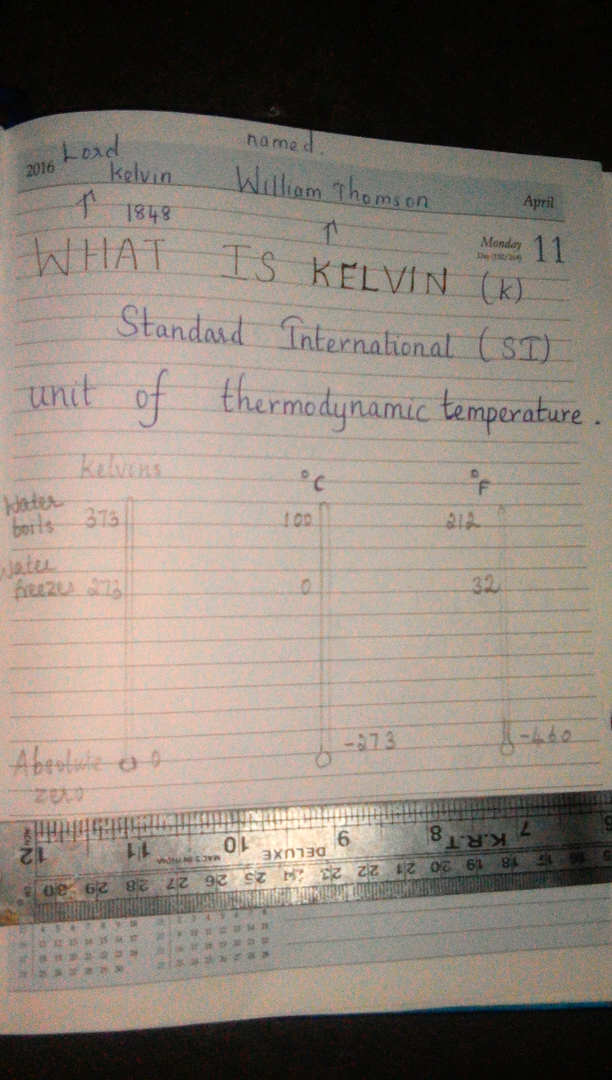 Lord named.
2016 Kelvin William Thomson April
↑ 1848 ↑ Monday 11
WHAT IS KELVIN (K)
Standard International (SI)
unit of thermodynamic temperature.
Kelvins °C °F
Water
boils 373 100 212
Water
freezes 273 0 32
-273 -460
Absolute 0
zero
12 11 10 9 8 7
DELUXE K.R.T
30 29 28 27 26 25 24 23 22 21 20 19 18 17 16 15